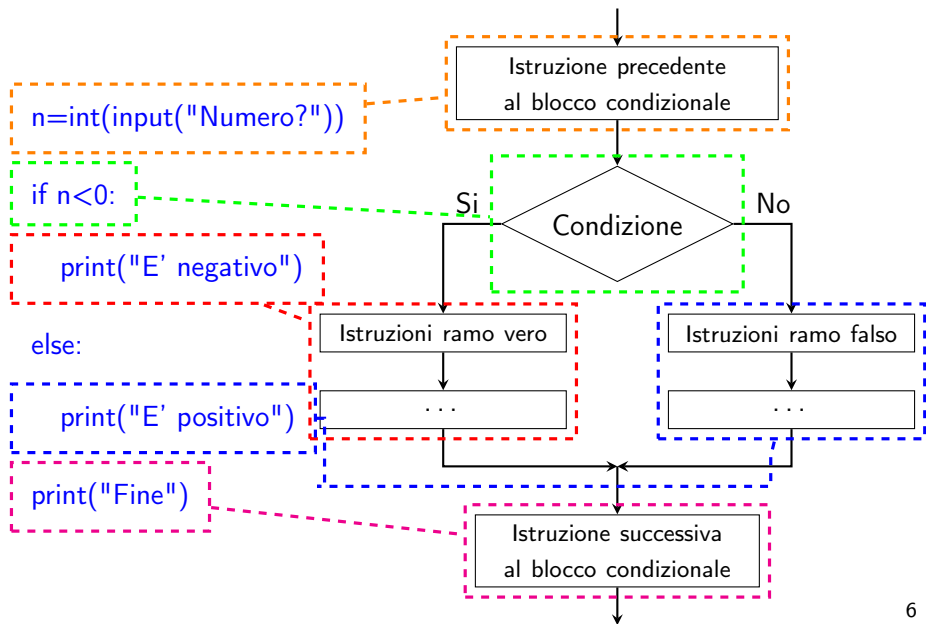 Istruzione precedente
al blocco condizionale
n=int(input("Numero?"))
if n<0:
Si
No
Condizione
print("E' negativo")
Istruzioni ramo vero
Istruzioni ramo falso
else:
print("E' positivo")
. . .
. . .
print("Fine")
Istruzione successiva
al blocco condizionale
6